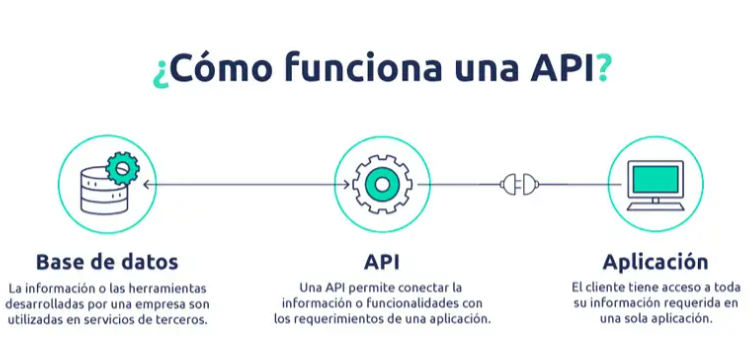 ¿Cómo funciona una API?
Base de datos
La información o las herramientas
desarrolladas por una empresa son
utilizadas en servicios de terceros.
API
Una API permite conectar la
información o funcionalidades con
los requerimientos de una aplicación.
Aplicación
El cliente tiene acceso a toda
su información requerida en
una sola aplicación.